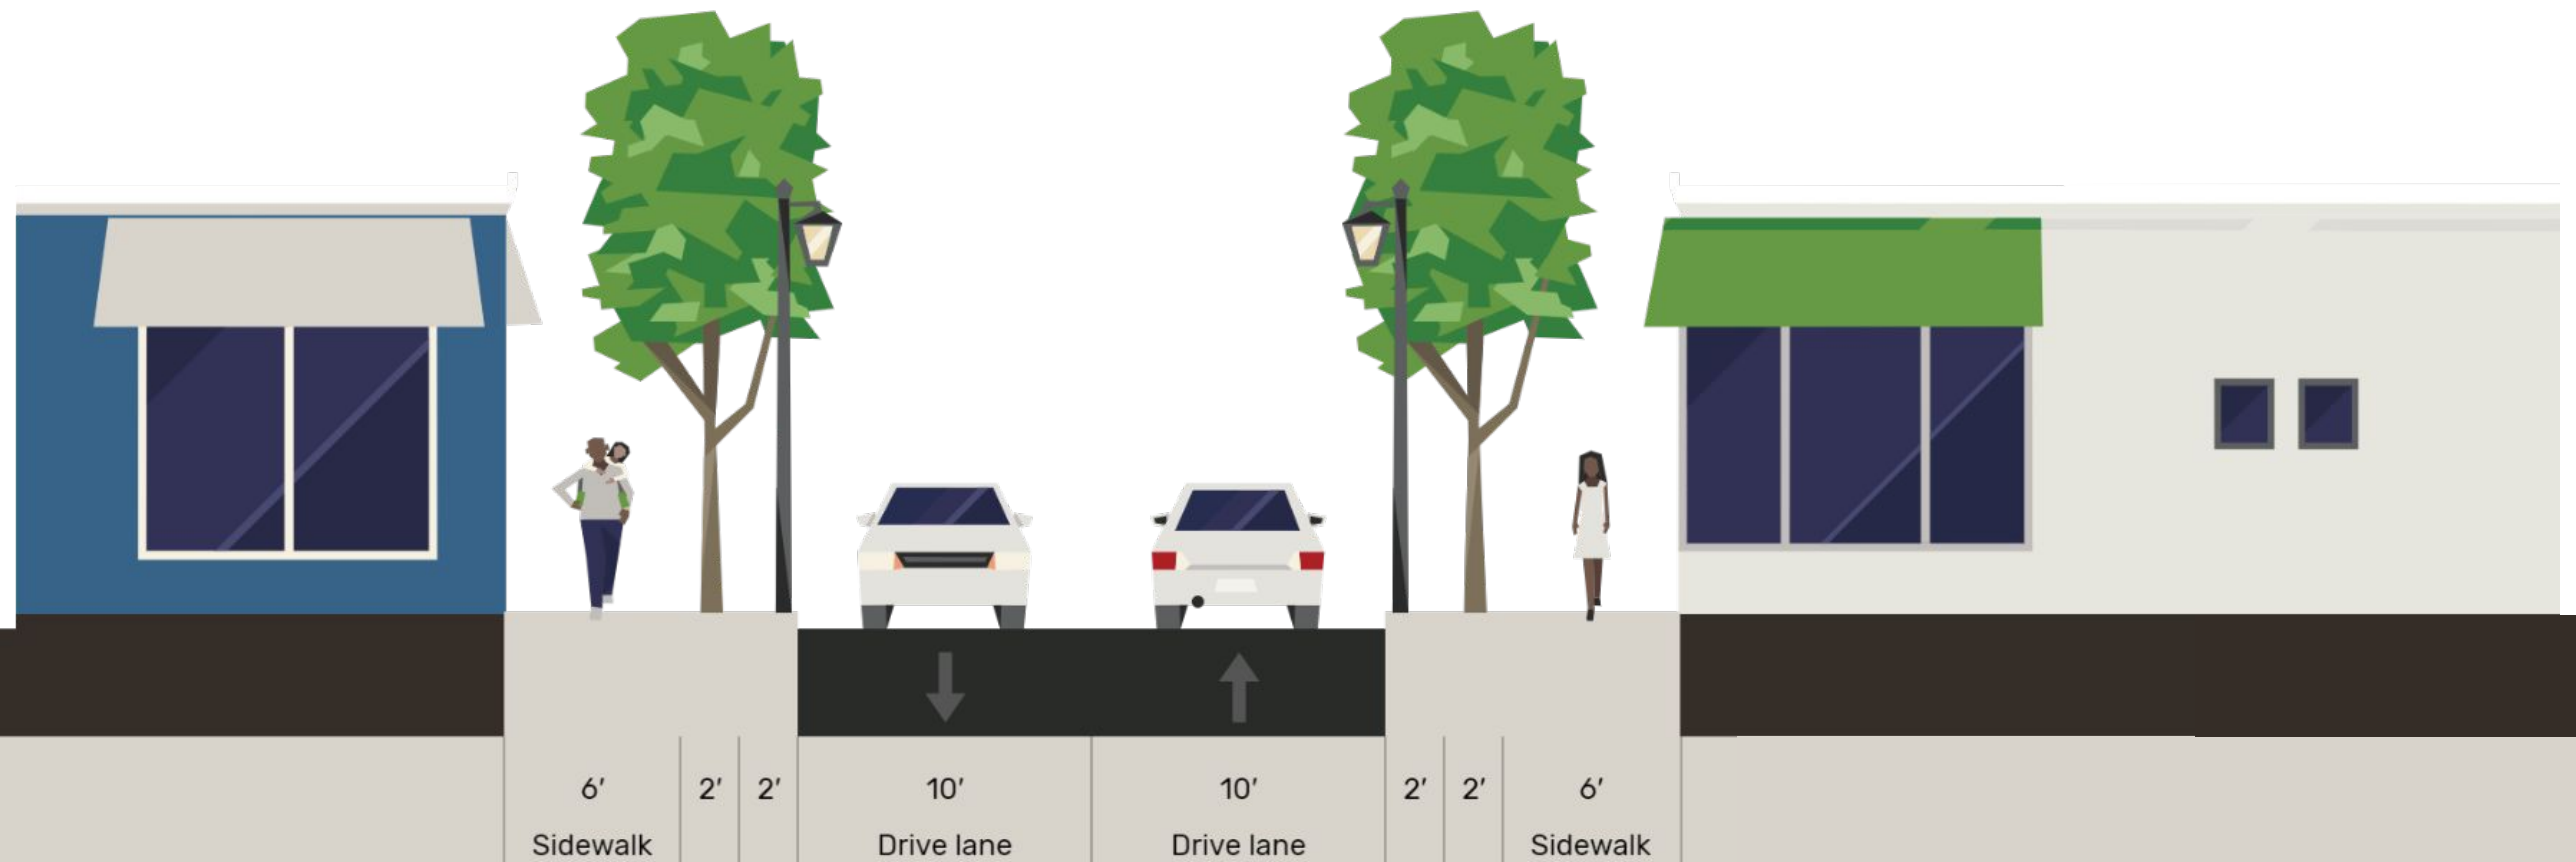 6′ 2′ 2′ 10′ 10′ 2′ 2′ 6′
Sidewalk Drive lane Drive lane Sidewalk